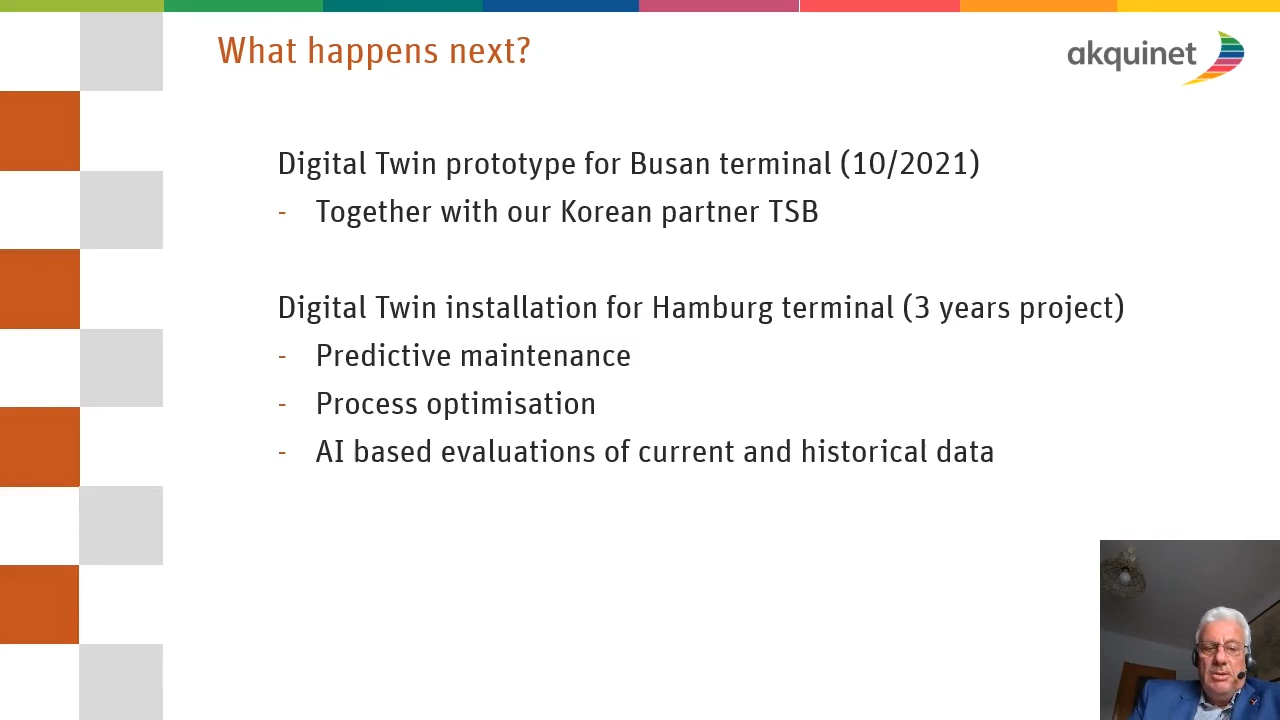 What happens next?
akquinet
Digital Twin prototype for Busan terminal (10/2021)
- Together with our Korean partner TSB
Digital Twin installation for Hamburg terminal (3 years project)
- Predictive maintenance
- Process optimisation
- AI based evaluations of current and historical data